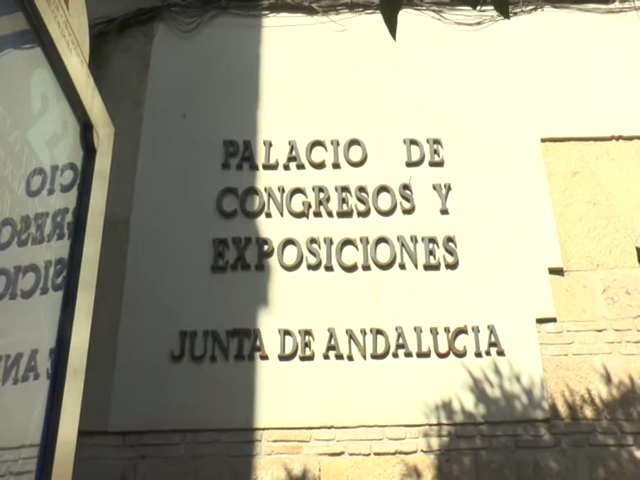 PALACIO DE
CONGRESOS Y
EXPOSICIONES
JUNTA DE ANDALUCIA